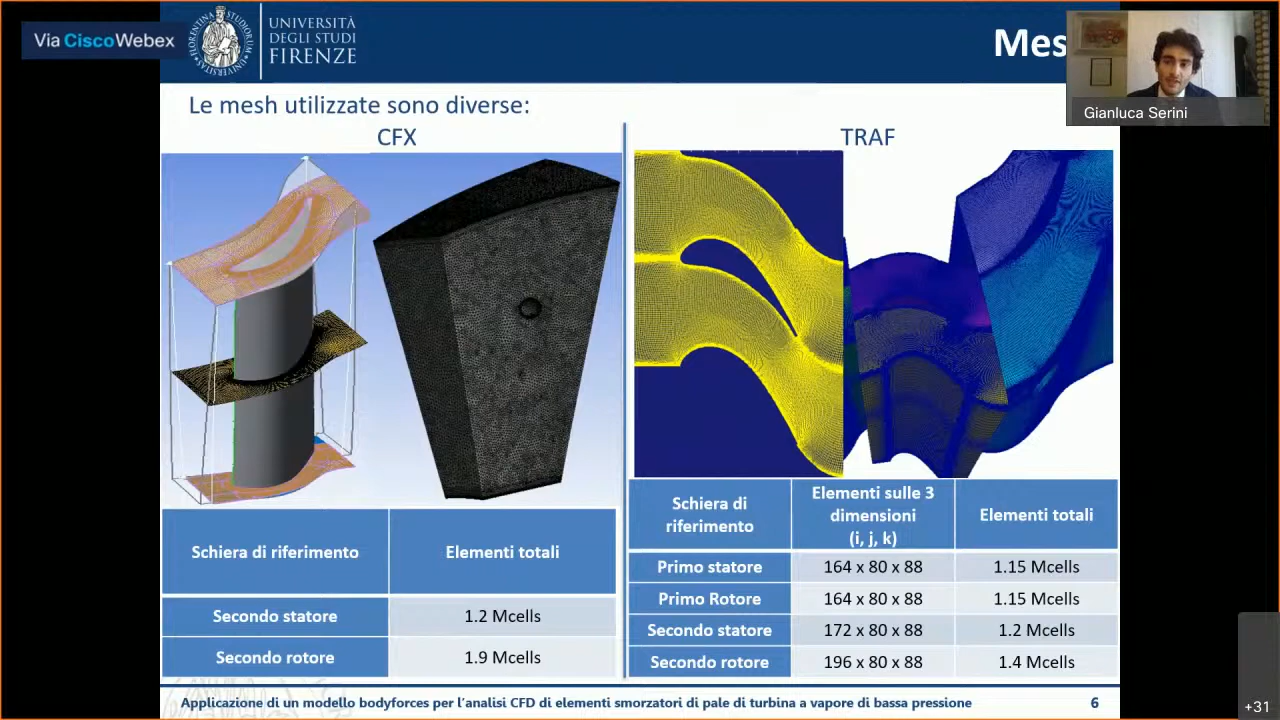 Via Cisco Webex
UNIVERSITÀ
DEGLI STUDI
FIRENZE
Mes
Gianluca Serini
Le mesh utilizzate sono diverse:
CFX
TRAF
Schiera di riferimento Elementi totali
Secondo statore 1.2 Mcells
Secondo rotore 1.9 Mcells
Schiera di
riferimento
Elementi sulle 3
dimensioni
(i, j, k)
Elementi totali
Primo statore 164 x 80 x 88 1.15 Mcells
Primo Rotore 164 x 80 x 88 1.15 Mcells
Secondo statore 172 x 80 x 88 1.2 Mcells
Secondo rotore 196 x 80 x 88 1.4 Mcells
Applicazione di un modello bodyforces per l'analisi CFD di elementi smorzatori di pale di turbina a vapore di bassa pressione 6
+31